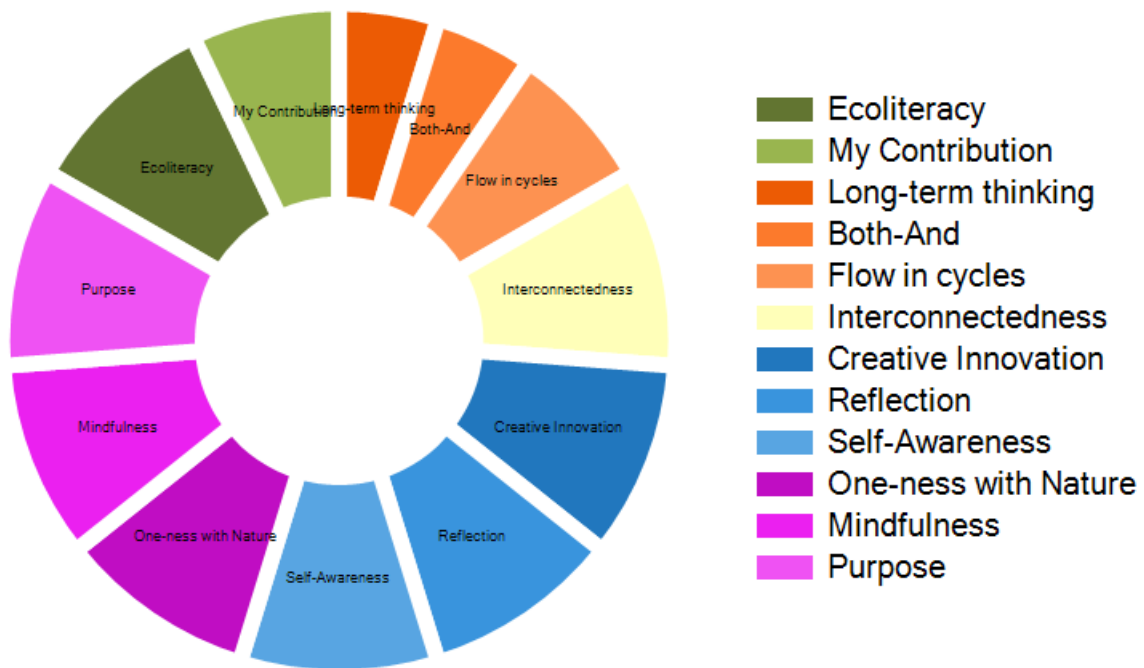 My Contribution
Long-term thinking
Both-And
Ecoliteracy
Flow in cycles
Purpose
Interconnectedness
Mindfulness
Creative Innovation
One-ness with Nature
Reflection
Self-Awareness
Ecoliteracy
My Contribution
Long-term thinking
Both-And
Flow in cycles
Interconnectedness
Creative Innovation
Reflection
Self-Awareness
One-ness with Nature
Mindfulness
Purpose